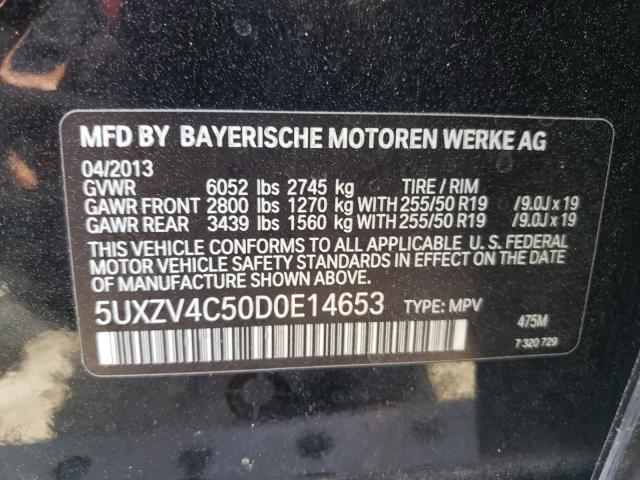 MFD BY BAYERISCHE MOTOREN WERKE AG
04/2013
GVWR 6052 lbs 2745 kg TIRE / RIM
GAWR FRONT 2800 lbs 1270 kg WITH 255/50 R19 /9.0J x 19
GAWR REAR 3439 lbs 1560 kg WITH 255/50 R19 /9.0J x 19
THIS VEHICLE CONFORMS TO ALL APPLICABLE U. S. FEDERAL
MOTOR VEHICLE SAFETY STANDARDS IN EFFECT ON THE DATE
OF MANUFACTURE SHOWN ABOVE.
5UXZV4C50D0E14653 TYPE: MPV
475M
7 320 729